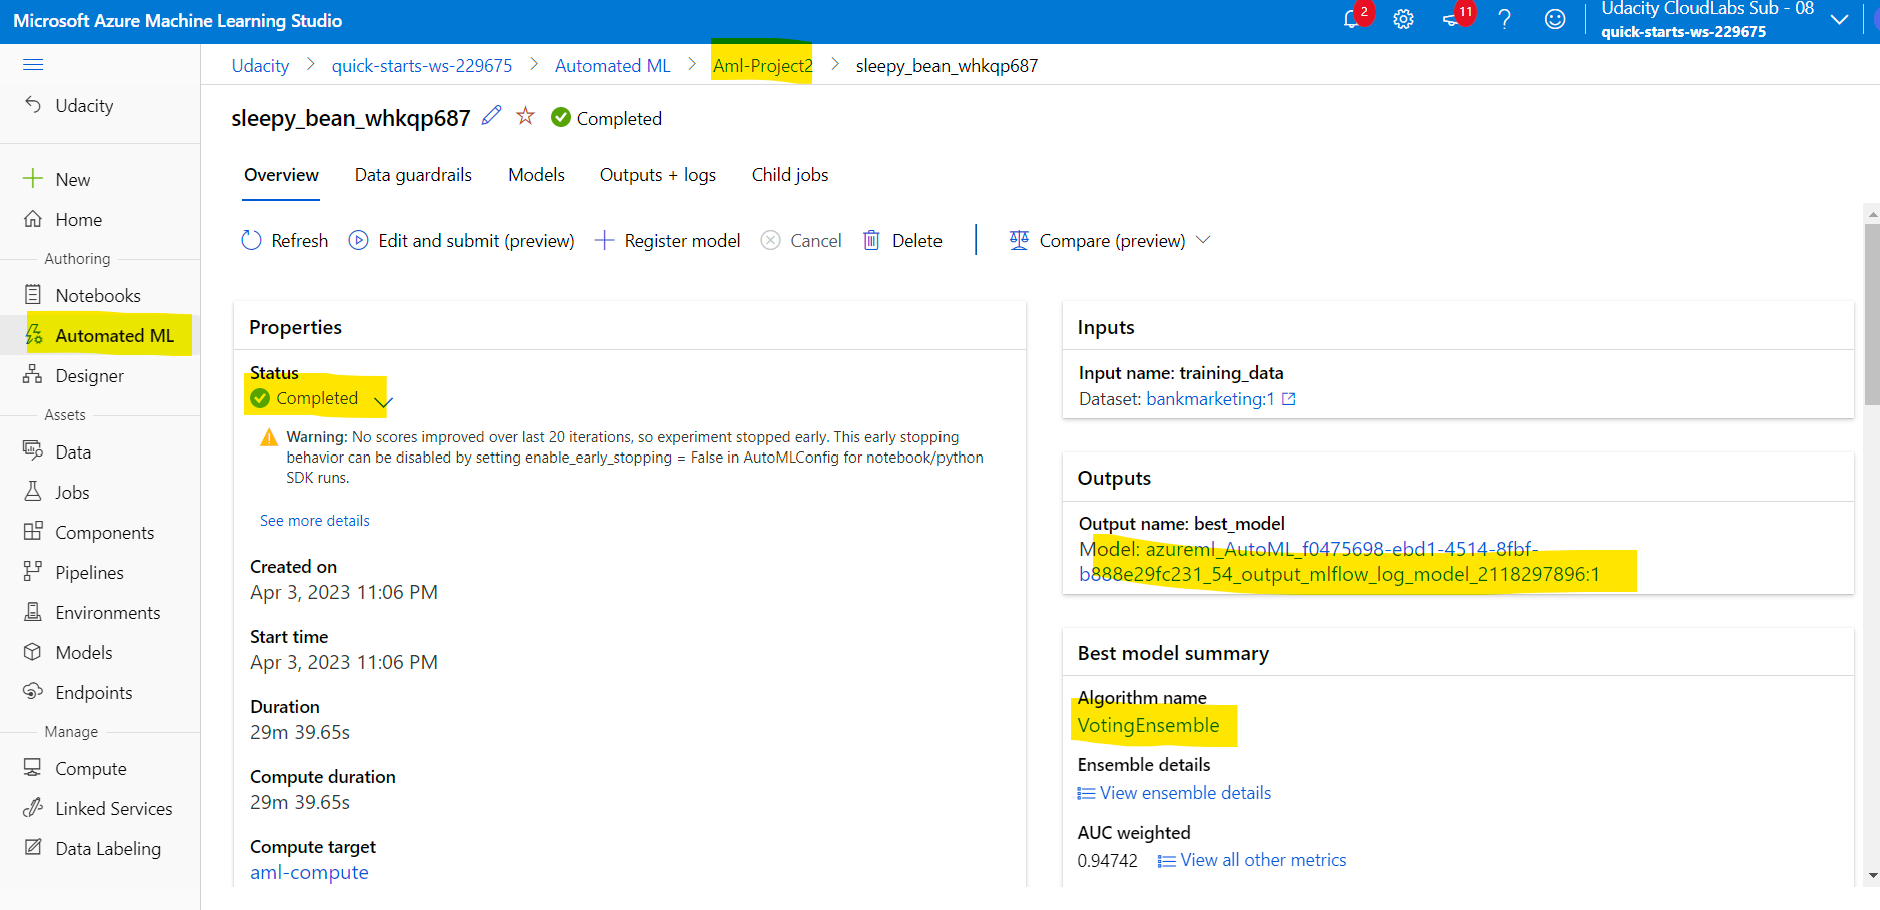 Microsoft Azure Machine Learning Studio
2
11
Udacity CloudLabs Sub - 08
quick-starts-ws-229675
Udacity
New
Home
Authoring
Notebooks
Automated ML
Designer
Assets
Data
Jobs
Components
Pipelines
Environments
Models
Endpoints
Manage
Compute
Linked Services
Data Labeling
Udacity > quick-starts-ws-229675 > Automated ML > Aml-Project2 > sleepy_bean_whkqp687
sleepy_bean_whkqp687 Completed
Overview Data guardrails Models Outputs + logs Child jobs
Refresh Edit and submit (preview) Register model Cancel Delete Compare (preview)
Properties
Status
Completed
Warning: No scores improved over last 20 iterations, so experiment stopped early. This early stopping
behavior can be disabled by setting enable_early_stopping = False in AutoMLConfig for notebook/python
SDK runs.
See more details
Created on
Apr 3, 2023 11:06 PM
Start time
Apr 3, 2023 11:06 PM
Duration
29m 39.65s
Compute duration
29m 39.65s
Compute target
aml-compute
Inputs
Input name: training_data
Dataset: bankmarketing:1
Outputs
Output name: best_model
Model: azureml_AutoML_f0475698-ebd1-4514-8fbf-
b888e29fc231_54_output_mlflow_log_model_2118297896:1
Best model summary
Algorithm name
VotingEnsemble
Ensemble details
View ensemble details
AUC weighted
0.94742 View all other metrics